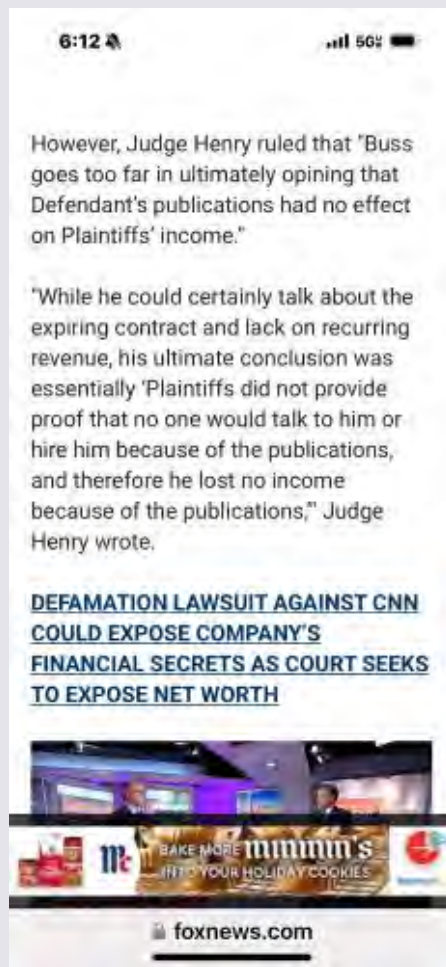 6:12
5G
However, Judge Henry ruled that "Buss
goes too far in ultimately opining that
Defendant's publications had no effect
on Plaintiffs' income."
"While he could certainly talk about the
expiring contract and lack on recurring
revenue, his ultimate conclusion was
essentially 'Plaintiffs did not provide
proof that no one would talk to him or
hire him because of the publications,
and therefore he lost no income
because of the publications,'" Judge
Henry wrote.
DEFAMATION LAWSUIT AGAINST CNN
COULD EXPOSE COMPANY'S
FINANCIAL SECRETS AS COURT SEEKS
TO EXPOSE NET WORTH
Mc
BAKE MORE mmmm's
INTO YOUR HOLIDAY COOKIES
foxnews.com